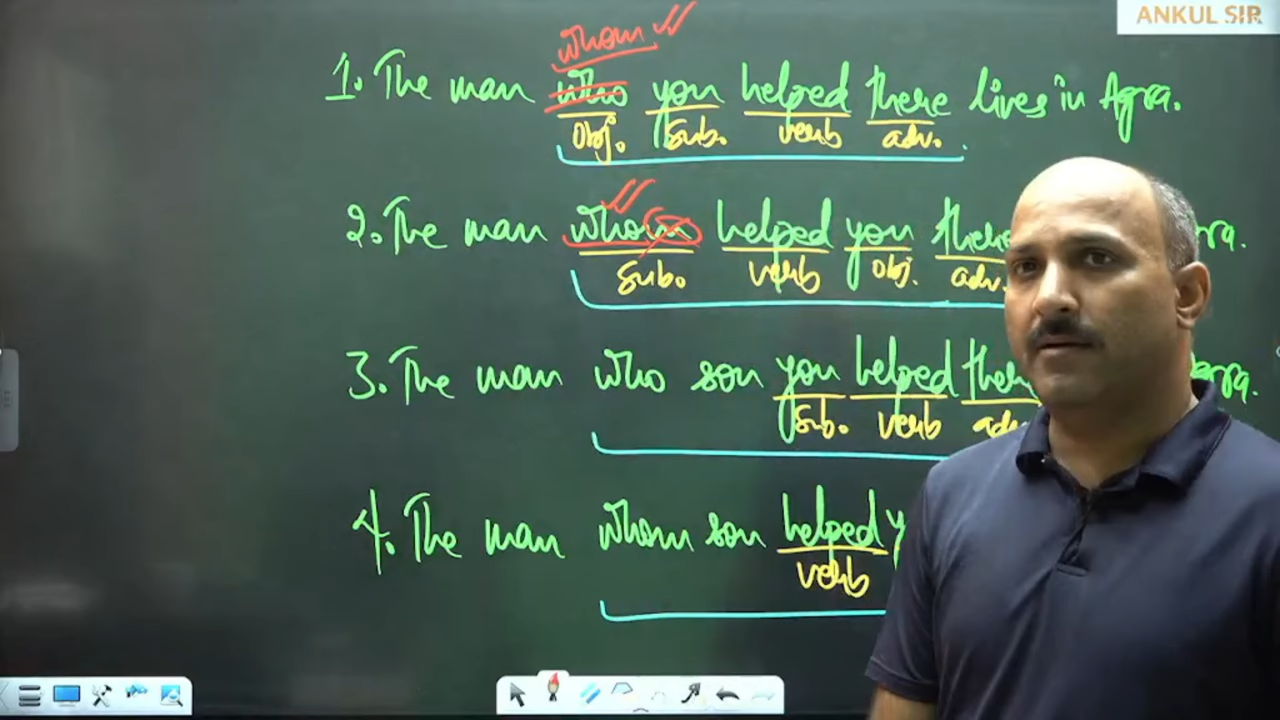 ANKUL SIR
whom
1. The man who you helped there lives in Agra.
obj. sub. verb adv.
2. The man whom helped you
sub. verb obj. adv.
3. The man who son you helped
sub. verb
4. The man whom son helped
verb